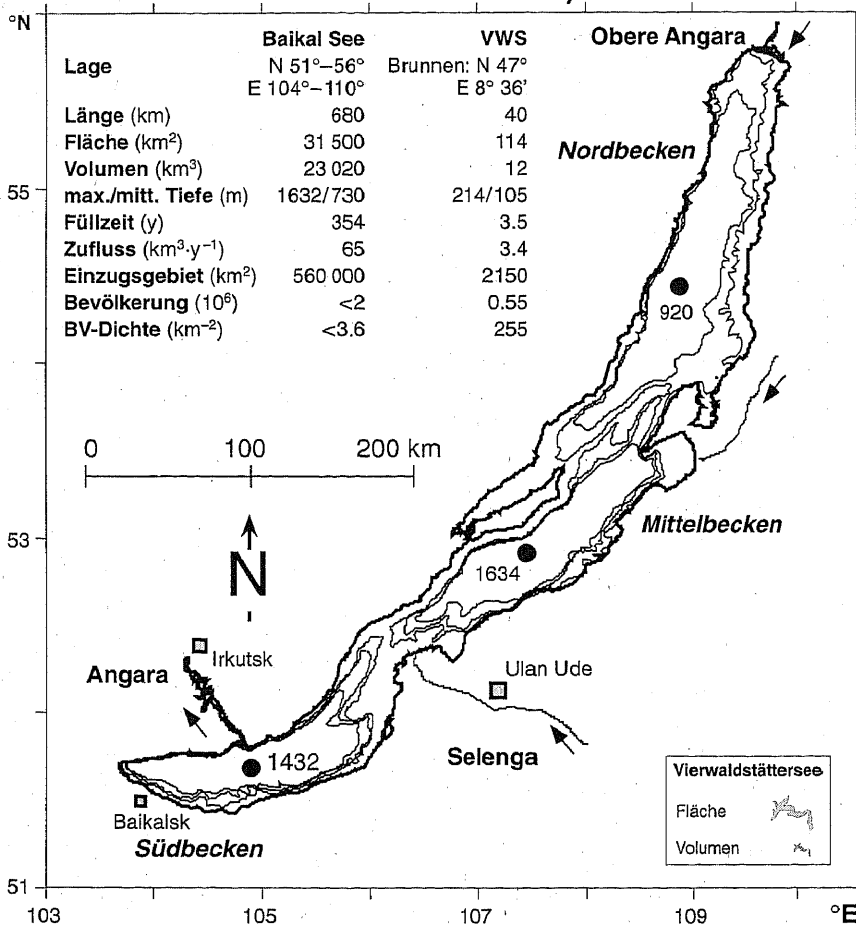 °N
Baikal See VWS
Lage N 51°–56° Brunnen: N 47°
E 104°–110° E 8° 36'
Länge (km) 680 40
Fläche (km²) 31 500 114
Volumen (km³) 23 020 12
max./mitt. Tiefe (m) 1632/730 214/105
Füllzeit (y) 354 3.5
Zufluss (km³·y⁻¹) 65 3.4
Einzugsgebiet (km²) 560 000 2150
Bevölkerung (10⁶) <2 0.55
BV-Dichte (km⁻²) <3.6 255
Obere Angara
Nordbecken
55
920
0 100 200 km
Mittelbecken
53
N
1634
Irkutsk
Angara
Ulan Ude
Selenga
1432
Baikalsk
Südbecken
Vierwaldstättersee
Fläche
Volumen
51
103 105 107 109 °E